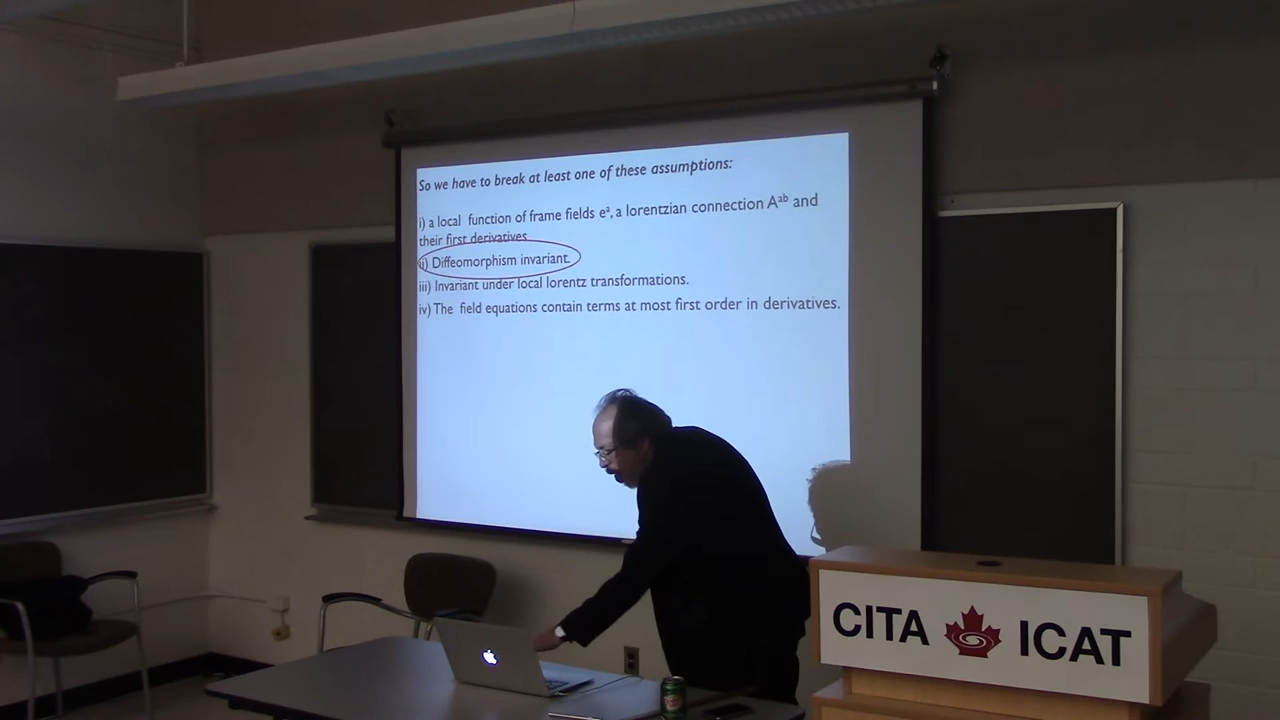 So we have to break at least one of these assumptions:
i) a local function of frame fields eᵃ, a lorentzian connection Aᵃᵇ and
their first derivatives
ii) Diffeomorphism invariant.
iii) Invariant under local lorentz transformations.
iv) The field equations contain terms at most first order in derivatives.
CITA ICAT